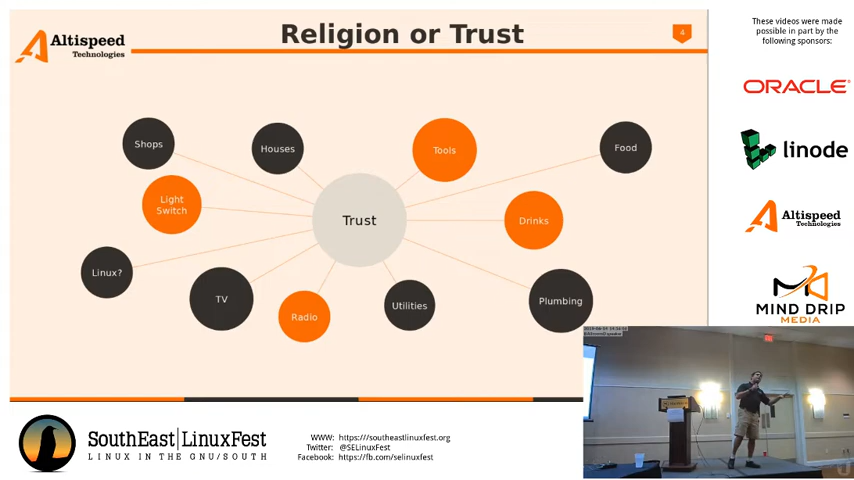 Altispeed
Technologies
Religion or Trust
4
Shops
Houses
Tools
Food
Light
Switch
Trust
Drinks
Linux?
TV
Radio
Utilities
Plumbing
These videos were made
possible in part by the
following sponsors:
ORACLE
linode
Altispeed
Technologies
MIND DRIP
MEDIA
SouthEast|LinuxFest
LINUX IN THE GNU/SOUTH
WWW: https:///southeastlinuxfest.org
Twitter: @SELinuxFest
Facebook: https://fb.com/selinuxfest